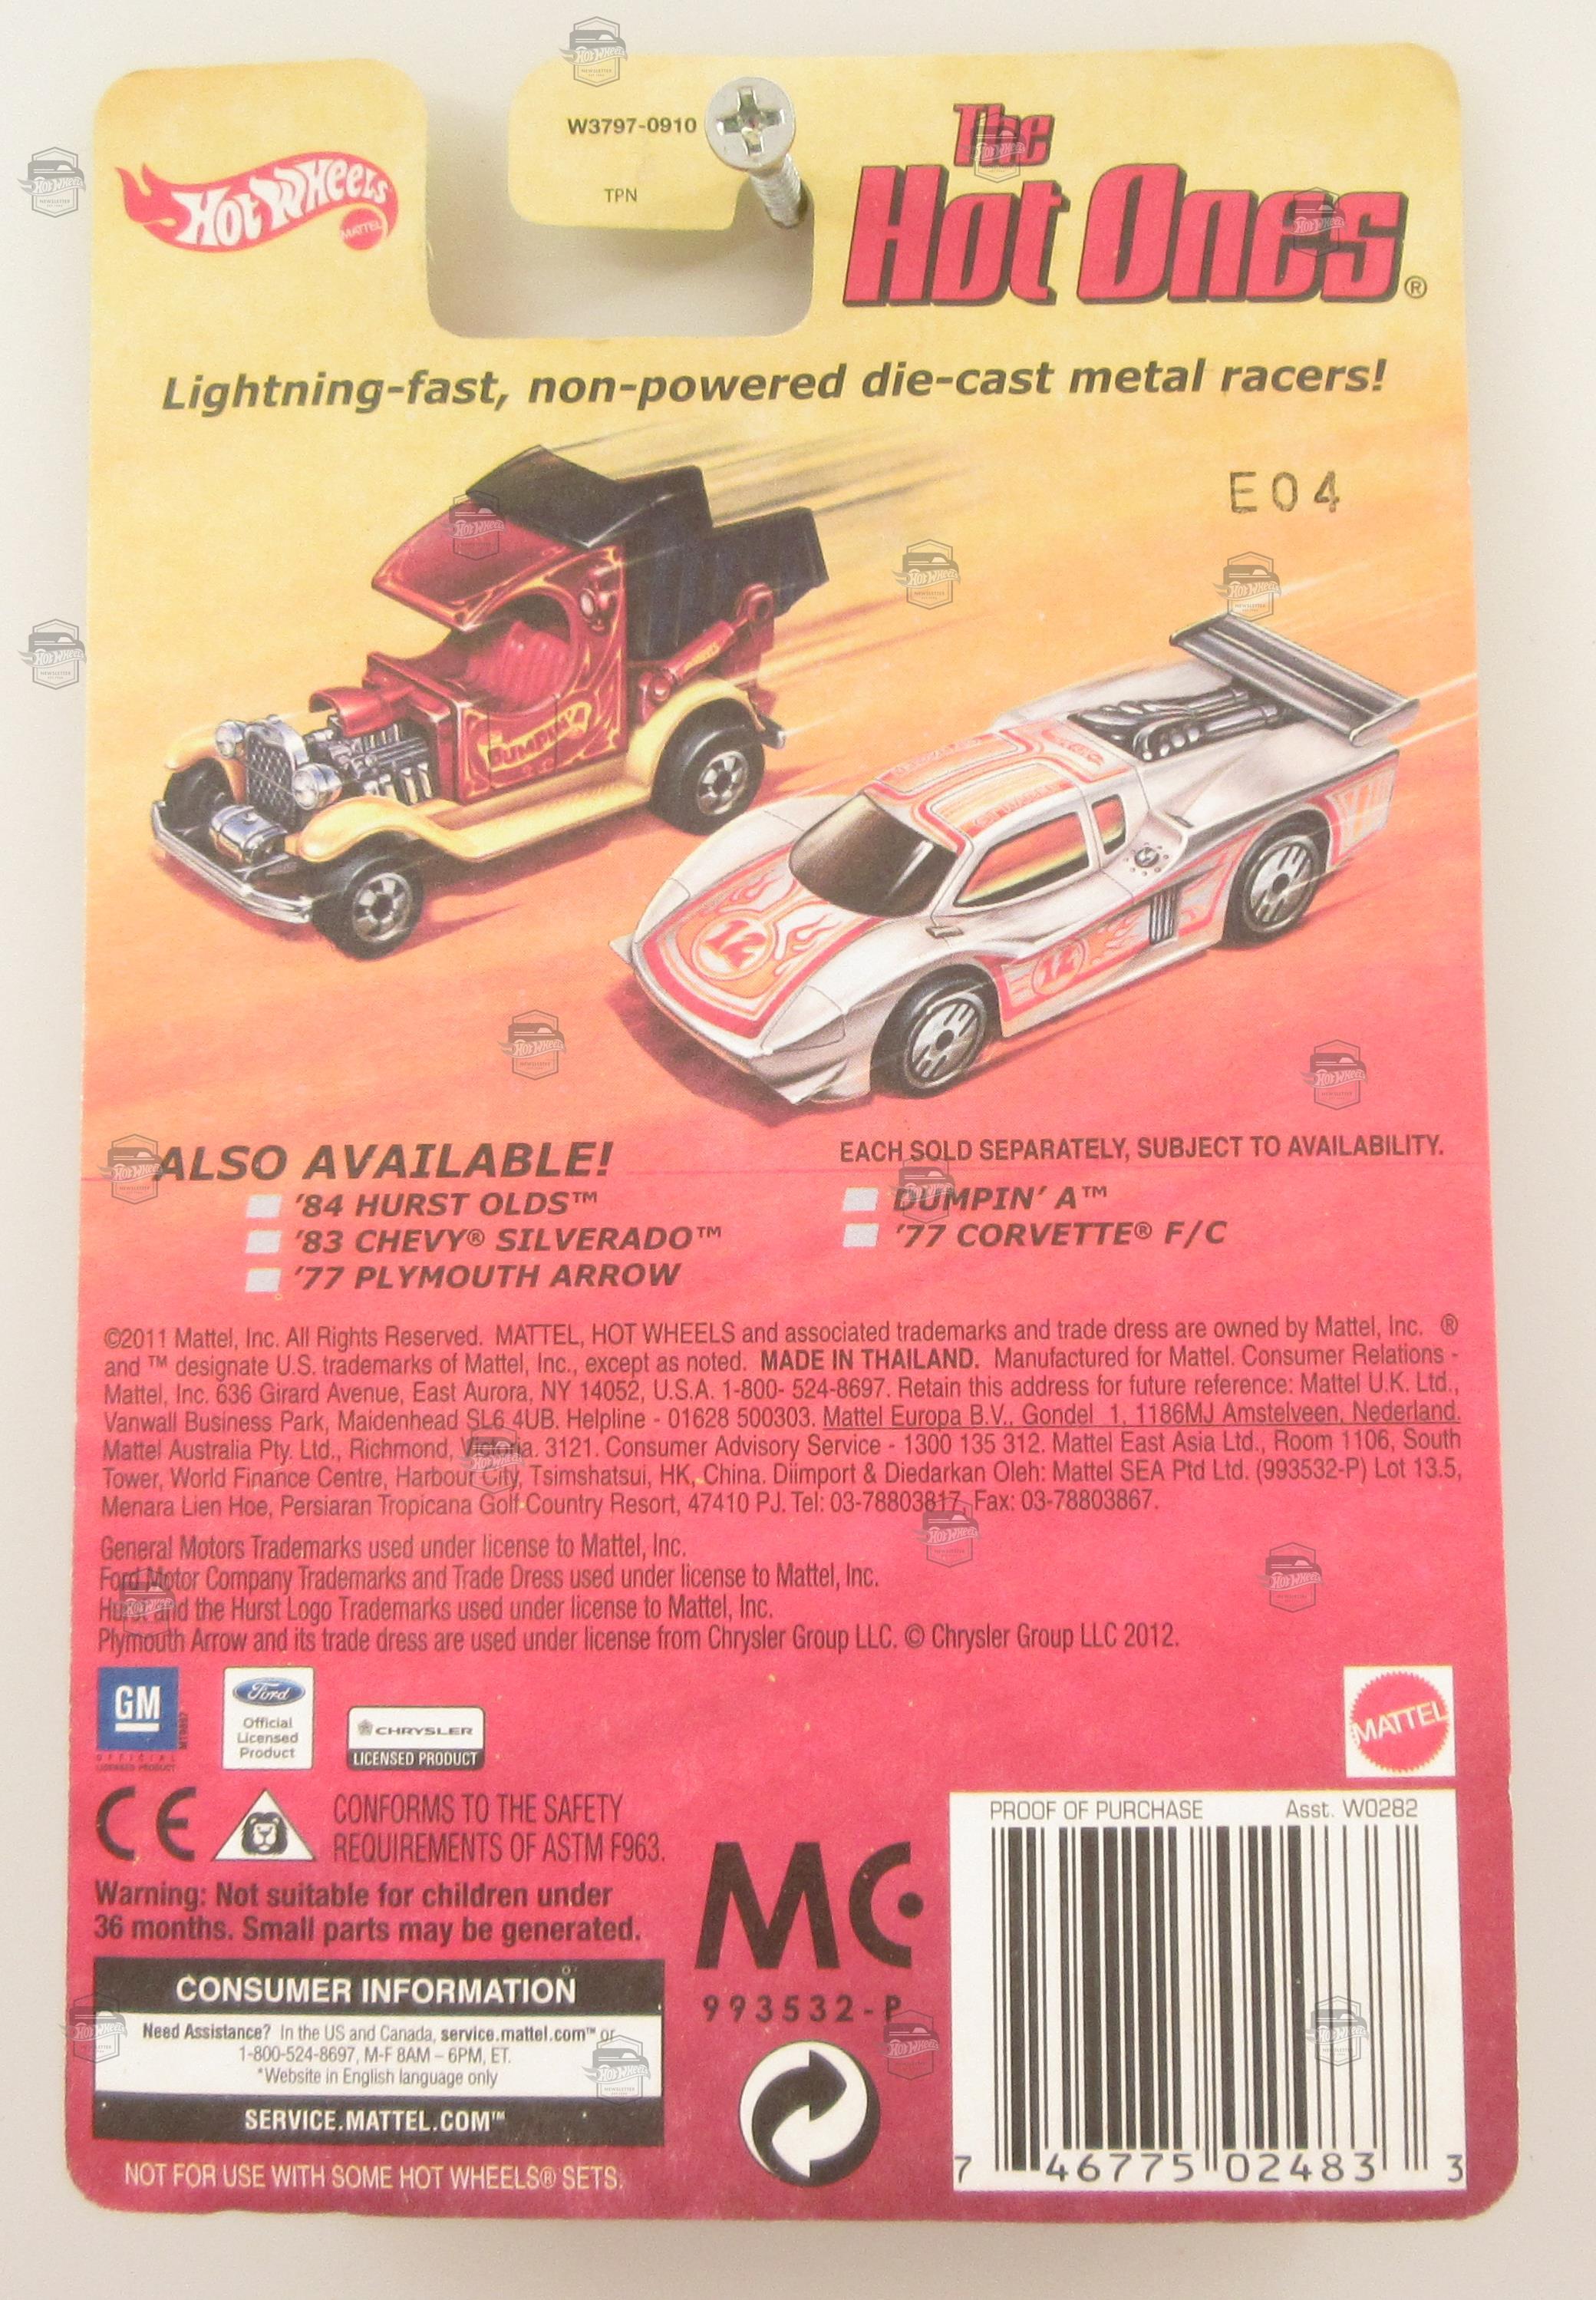 W3797-0910
TPN
Hot Wheels
MATTEL
The
Hot Ones®
Lightning-fast, non-powered die-cast metal racers!
E04
DUMPIN' A
12
12
ALSO AVAILABLE!
EACH SOLD SEPARATELY, SUBJECT TO AVAILABILITY.
'84 HURST OLDS™
'83 CHEVY® SILVERADO™
'77 PLYMOUTH ARROW
DUMPIN' A™
'77 CORVETTE® F/C
©2011 Mattel, Inc. All Rights Reserved. MATTEL, HOT WHEELS and associated trademarks and trade dress are owned by Mattel, Inc. ®
and ™ designate U.S. trademarks of Mattel, Inc., except as noted. MADE IN THAILAND. Manufactured for Mattel. Consumer Relations -
Mattel, Inc. 636 Girard Avenue, East Aurora, NY 14052, U.S.A. 1-800- 524-8697. Retain this address for future reference: Mattel U.K. Ltd.,
Vanwall Business Park, Maidenhead SL6 4UB. Helpline - 01628 500303. Mattel Europa B.V., Gondel 1, 1186MJ Amstelveen, Nederland.
Mattel Australia Pty. Ltd., Richmond, Victoria. 3121. Consumer Advisory Service - 1300 135 312. Mattel East Asia Ltd., Room 1106, South
Tower, World Finance Centre, Harbour City, Tsimshatsui, HK, China. Diimport & Diedarkan Oleh: Mattel SEA Ptd Ltd. (993532-P) Lot 13.5,
Menara Lien Hoe, Persiaran Tropicana Golf Country Resort, 47410 PJ. Tel: 03-78803817, Fax: 03-78803867.
General Motors Trademarks used under license to Mattel, Inc.
Ford Motor Company Trademarks and Trade Dress used under license to Mattel, Inc.
Hurst and the Hurst Logo Trademarks used under license to Mattel, Inc.
Plymouth Arrow and its trade dress are used under license from Chrysler Group LLC. © Chrysler Group LLC 2012.
GM
OFFICIAL
LICENSED PRODUCT
Ford
Official
Licensed
Product
CHRYSLER
LICENSED PRODUCT
MATTEL
CE
CONFORMS TO THE SAFETY
REQUIREMENTS OF ASTM F963.
Warning: Not suitable for children under
36 months. Small parts may be generated.
CONSUMER INFORMATION
Need Assistance? In the US and Canada, service.mattel.com™ or
1-800-524-8697, M-F 8AM – 6PM, ET.
*Website in English language only
SERVICE.MATTEL.COM™
NOT FOR USE WITH SOME HOT WHEELS® SETS.
MC
993532-P
PROOF OF PURCHASE Asst. W0282
7 46775 02483 3